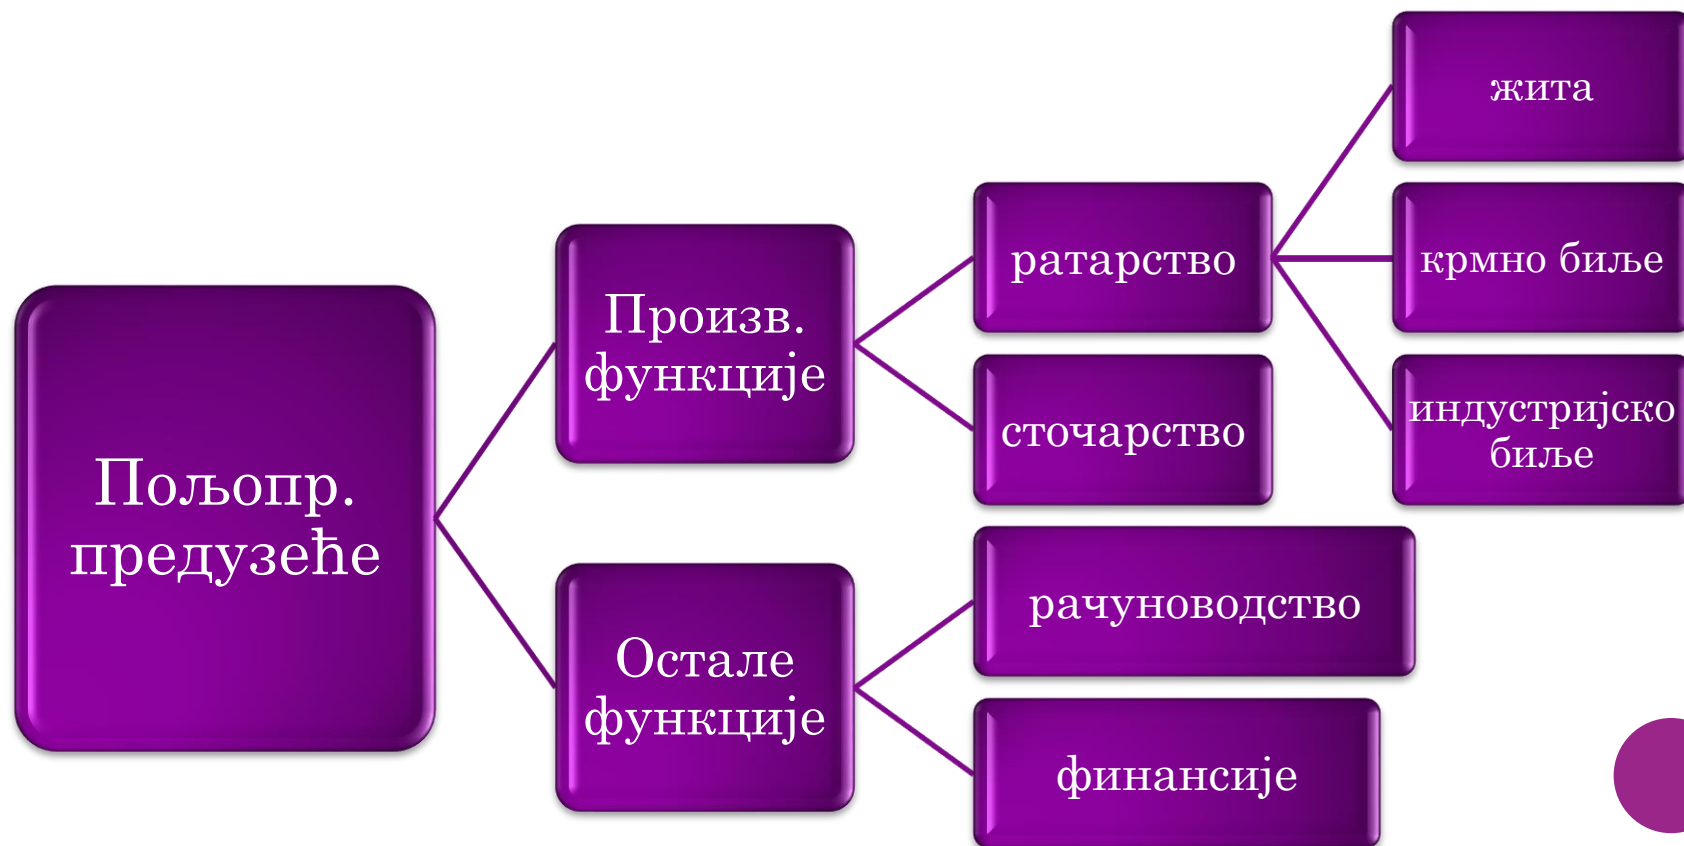 Пољопр.
предузеће
Произв.
функције
ратарство
жита
крмно биље
индустријско
биље
сточарство
Остале
функције
рачуноводство
финансије